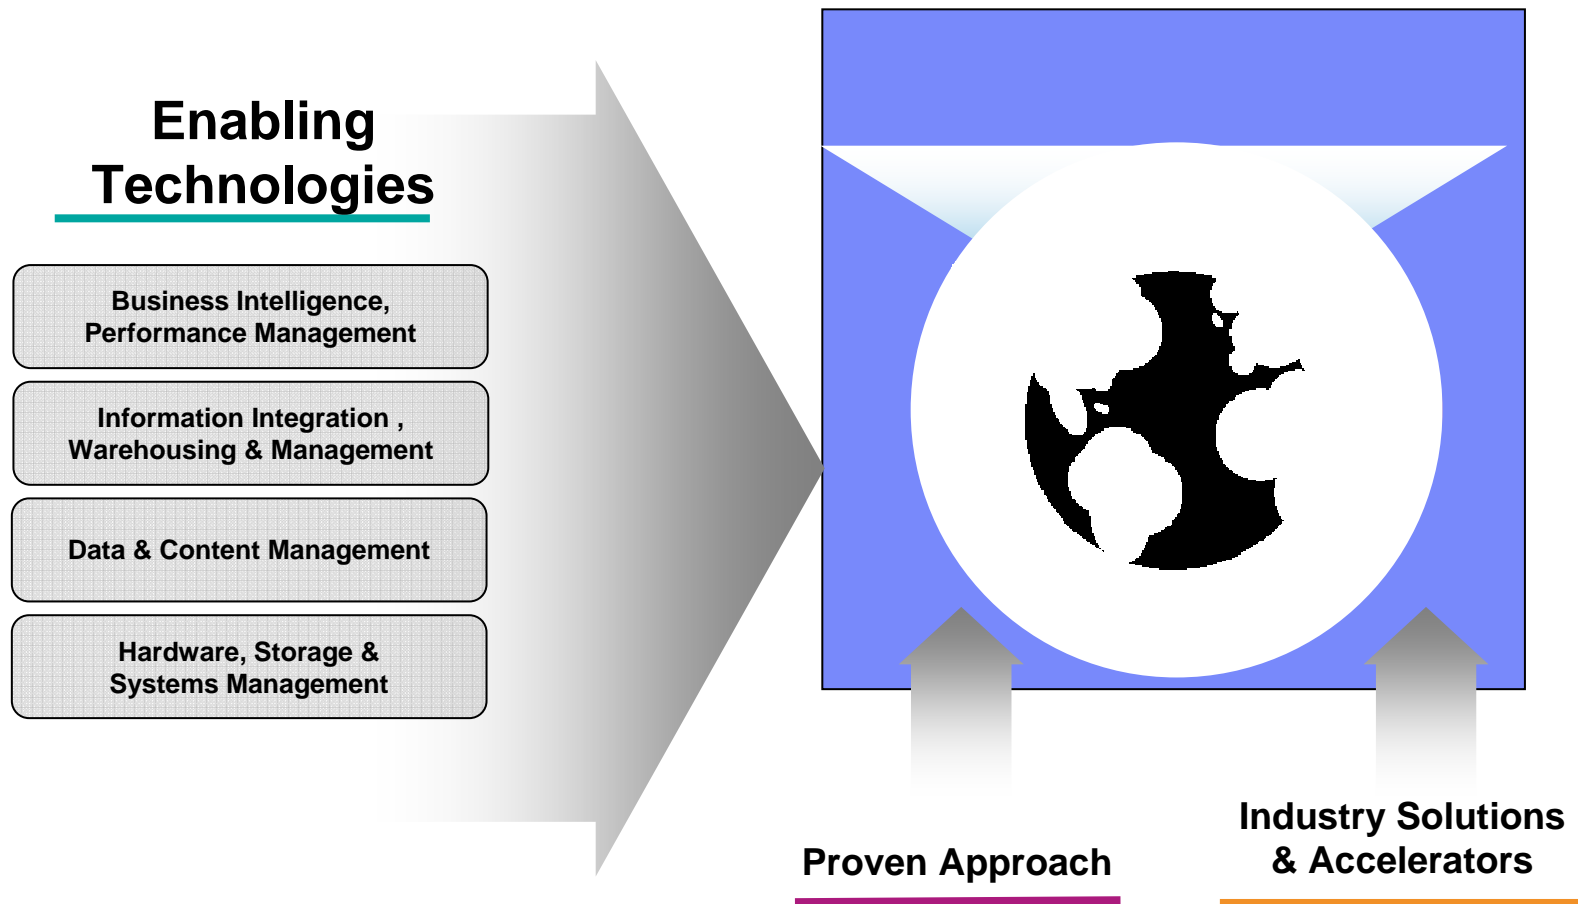 Enabling
Technologies
Business Intelligence,
Performance Management
Information Integration ,
Warehousing & Management
Data & Content Management
Hardware, Storage &
Systems Management
Proven Approach
Industry Solutions
& Accelerators